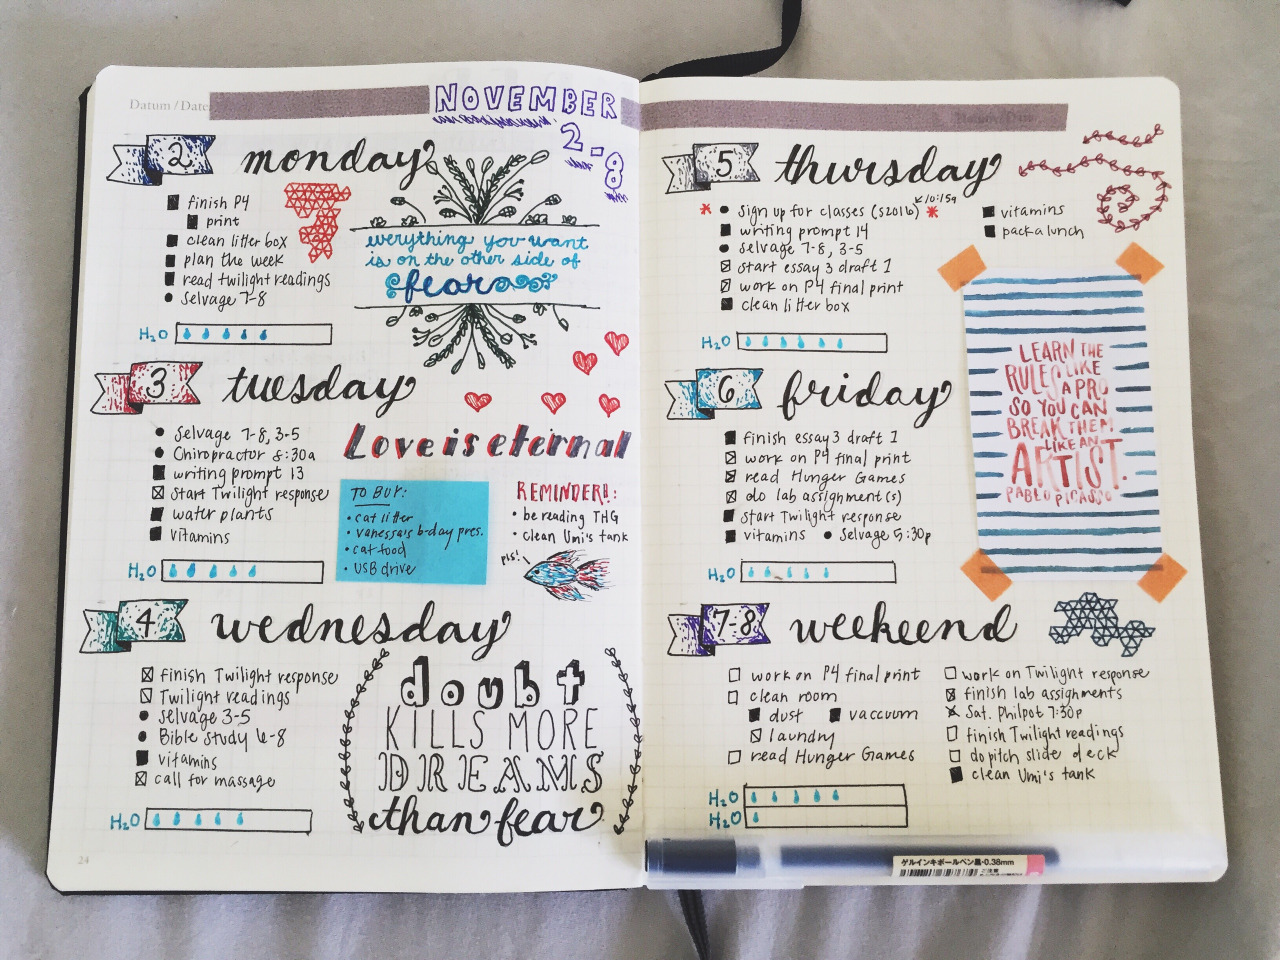 Datum / Date:
NOVEMBER
2-8
2 monday
finish P4
print
clean litter box
plan the week
read twilight readings
Selvage 7-8
H2O
everything you want
is on the other side of
fear
3 tuesday
Selvage 7-8, 3-5
Chiropractor 8:30a
writing prompt 13
start Twilight response
water plants
vitamins
H2O
Love is eternal
TO BUY:
• cat litter
• vanessa's b-day pres.
• cat food
• USB drive
REMINDER!:
• be reading THG
• clean Umi's tank
pls!
4 wednesday
finish Twilight response
Twilight readings
Selvage 3-5
Bible Study 6-8
vitamins
call for massage
H2O
doubt
KILLS MORE
DREAMS
than fear
24
5 thursday
* Sign up for classes (S2016) * 10:15a
writing prompt 14
selvage 7-8, 3-5
start essay 3 draft 1
work on P4 final print
clean litter box
vitamins
pack a lunch
H2O
6 friday
finish essay 3 draft 1
work on P4 final print
read Hunger Games
do lab assignment(s)
start Twilight response
vitamins • Selvage 5:30p
H2O
LEARN THE
RULES LIKE
A PRO
SO YOU CAN
BREAK THEM
LIKE AN
ARTIST.
PABLO PICASSO
7-8 weekend
work on P4 final print
clean room
dust vaccuum
laundry
read Hunger Games
work on Twilight response
finish lab assignments
Sat. Philpot 7:30p
finish Twilight readings
do pitch slide deck
clean Umi's tank
H2O
H2O
ゲルインキボールペン黒・0.38mm